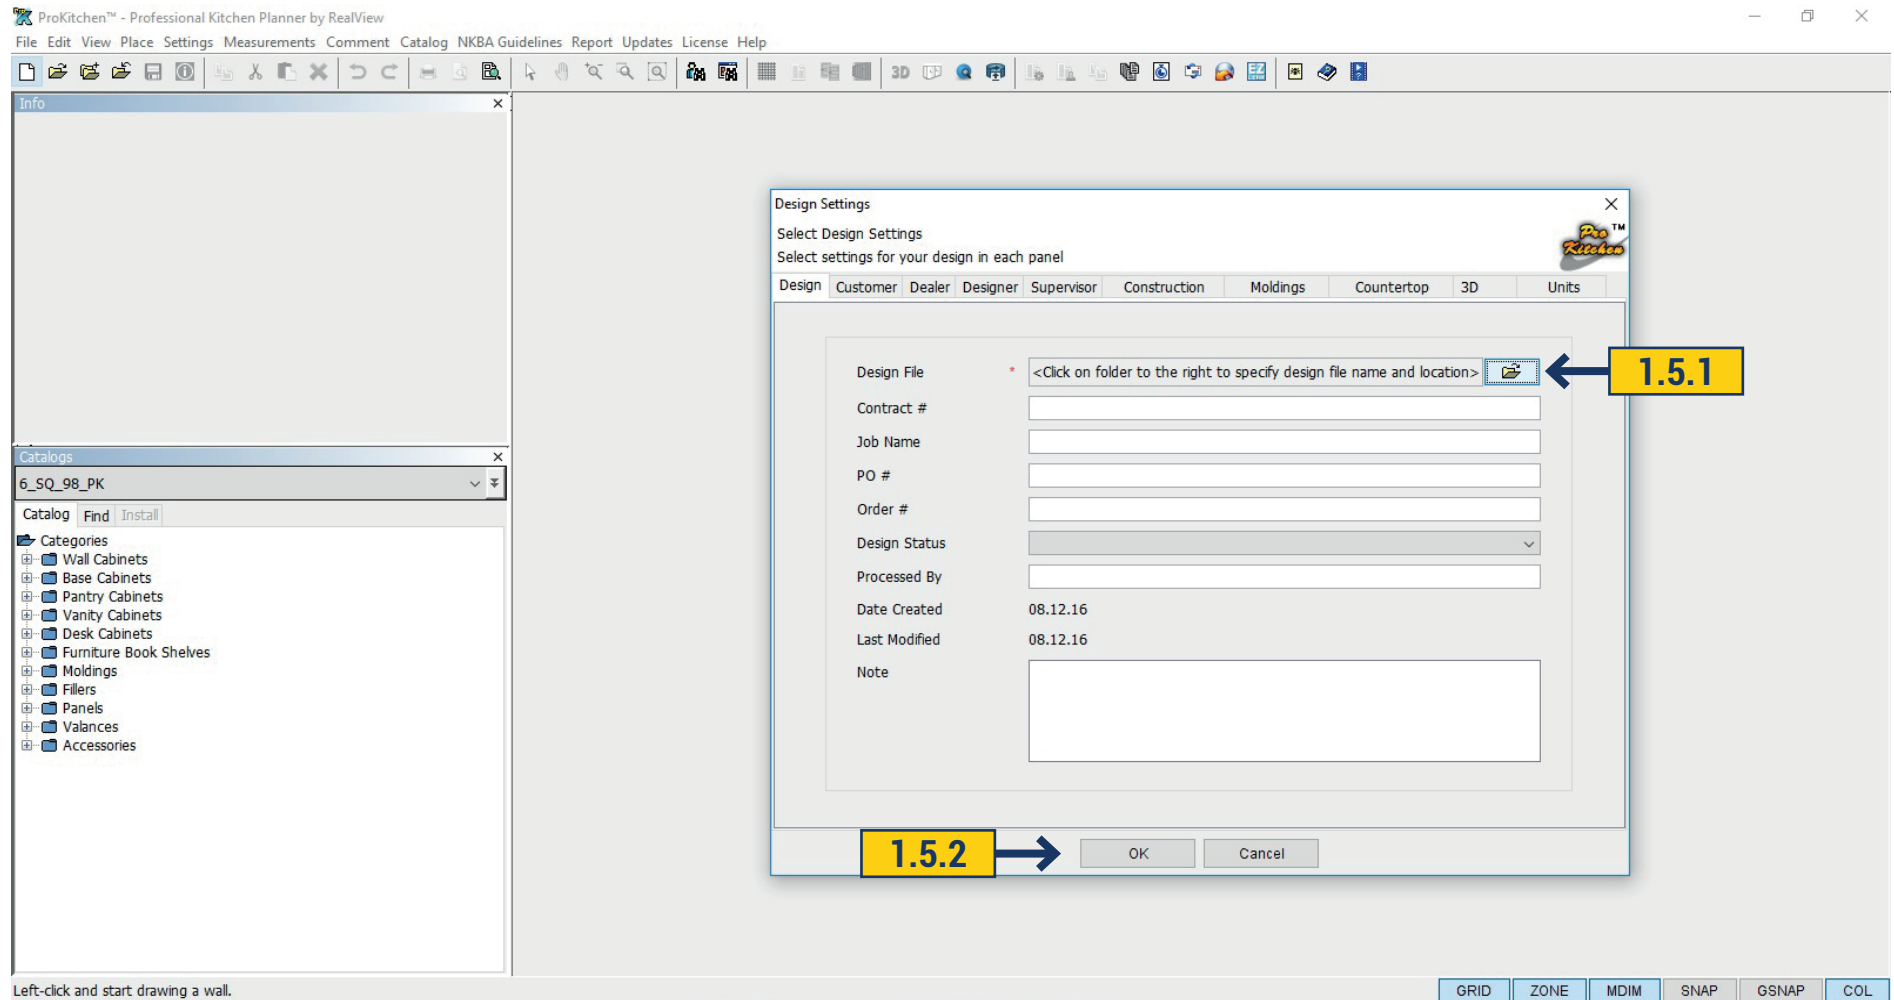 ProKitchen™ - Professional Kitchen Planner by RealView
File Edit View Place Settings Measurements Comment Catalog NKBA Guidelines Report Updates License Help
3D
EZ
Info
Design Settings
Select Design Settings
Select settings for your design in each panel
Pro Kitchen TM
Design Customer Dealer Designer Supervisor Construction Moldings Countertop 3D Units
Design File * <Click on folder to the right to specify design file name and location>
1.5.1
Contract #
Job Name
PO #
Order #
Design Status
Processed By
Date Created 08.12.16
Last Modified 08.12.16
Note
1.5.2
OK Cancel
Catalogs
6_SQ_98_PK
Catalog Find Install
Categories
Wall Cabinets
Base Cabinets
Pantry Cabinets
Vanity Cabinets
Desk Cabinets
Furniture Book Shelves
Moldings
Fillers
Panels
Valances
Accessories
Left-click and start drawing a wall.
GRID ZONE MDIM SNAP GSNAP COL